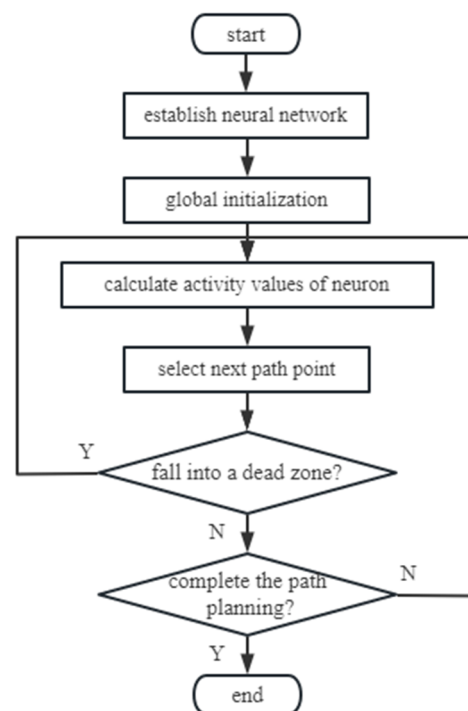 start
establish neural network
global initialization
calculate activity values of neuron
select next path point
Y
fall into a dead zone?
N
complete the path
planning?
N
Y
end